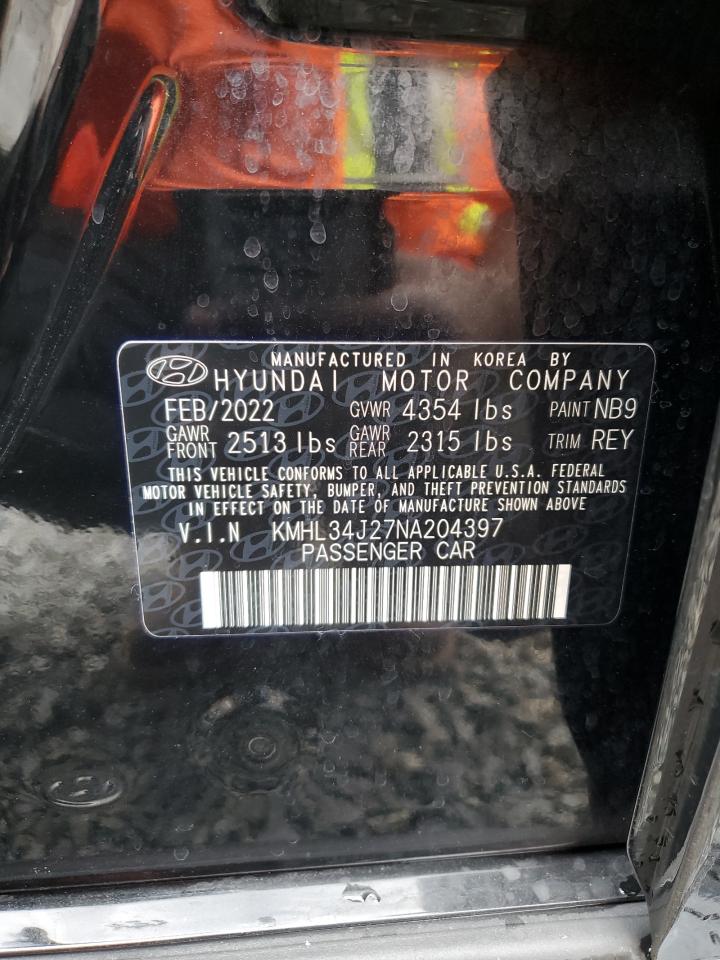 MANUFACTURED IN KOREA BY
HYUNDAI MOTOR COMPANY
FEB/2022 GVWR 4354 lbs PAINT NB9
GAWR FRONT 2513 lbs GAWR REAR 2315 lbs TRIM REY
THIS VEHICLE CONFORMS TO ALL APPLICABLE U.S.A. FEDERAL
MOTOR VEHICLE SAFETY, BUMPER, AND THEFT PREVENTION STANDARDS
IN EFFECT ON THE DATE OF MANUFACTURE SHOWN ABOVE
V.I.N KMHL34J27NA204397
PASSENGER CAR